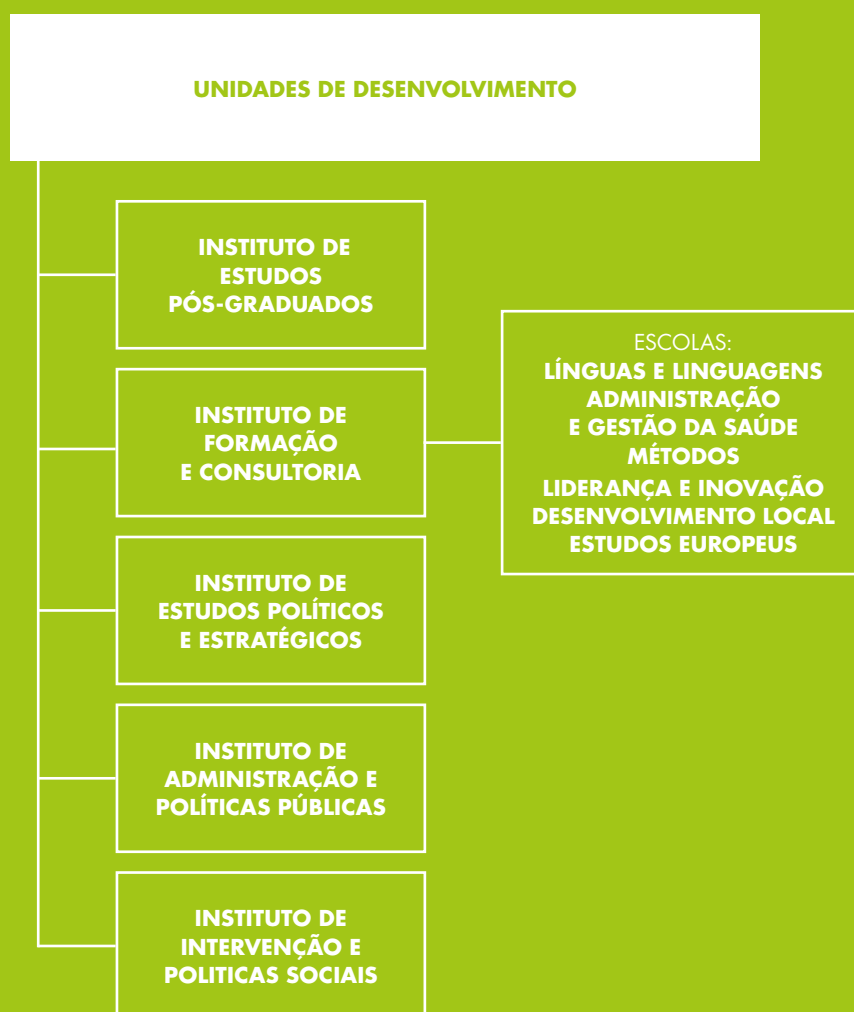 UNIDADES DE DESENVOLVIMENTO
INSTITUTO DE
ESTUDOS
PÓS-GRADUADOS
INSTITUTO DE
FORMAÇÃO
E CONSULTORIA
ESCOLAS:
LÍNGUAS E LINGUAGENS
ADMINISTRAÇÃO
E GESTÃO DA SAÚDE
MÉTODOS
LIDERANÇA E INOVAÇÃO
DESENVOLVIMENTO LOCAL
ESTUDOS EUROPEUS
INSTITUTO DE
ESTUDOS POLÍTICOS
E ESTRATÉGICOS
INSTITUTO DE
ADMINISTRAÇÃO E
POLÍTICAS PÚBLICAS
INSTITUTO DE
INTERVENÇÃO E
POLITICAS SOCIAIS